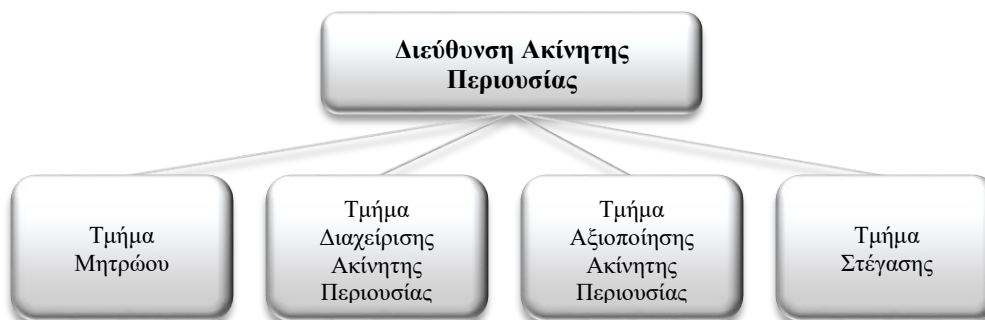 Διεύθυνση Ακίνητης
Περιουσίας
Τμήμα
Μητρώου
Τμήμα
Διαχείρισης
Ακίνητης
Περιουσίας
Τμήμα
Αξιοποίησης
Ακίνητης
Περιουσίας
Τμήμα
Στέγασης